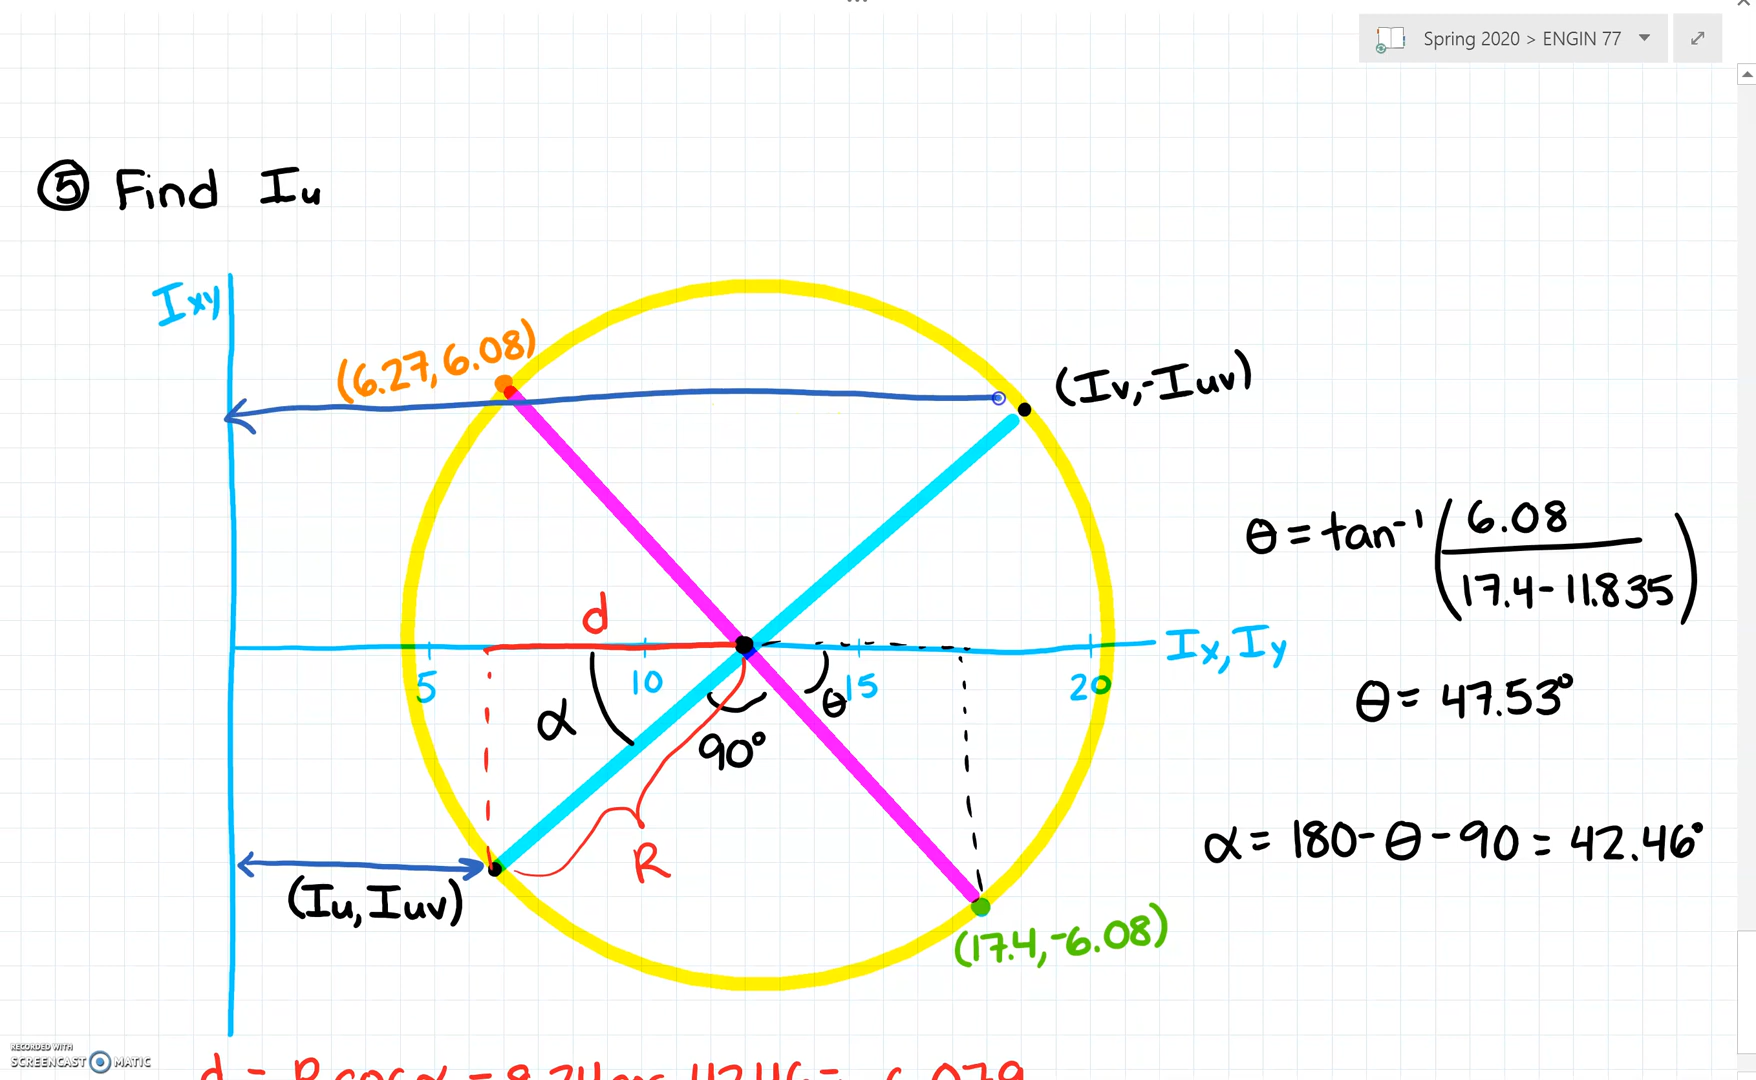 Spring 2020 > ENGIN 77
⑤ Find Iu
Ixy
(6.27, 6.08)
(Iv, -Iuv)
θ = tan⁻¹ (6.08 / 17.4 - 11.835)
d
Ix, Iy
5
10
15
20
α
90°
θ
θ = 47.53°
α = 180 - θ - 90 = 42.46°
R
(Iu, Iuv)
(17.4, -6.08)
RECORDED WITH
SCREENCAST MATIC